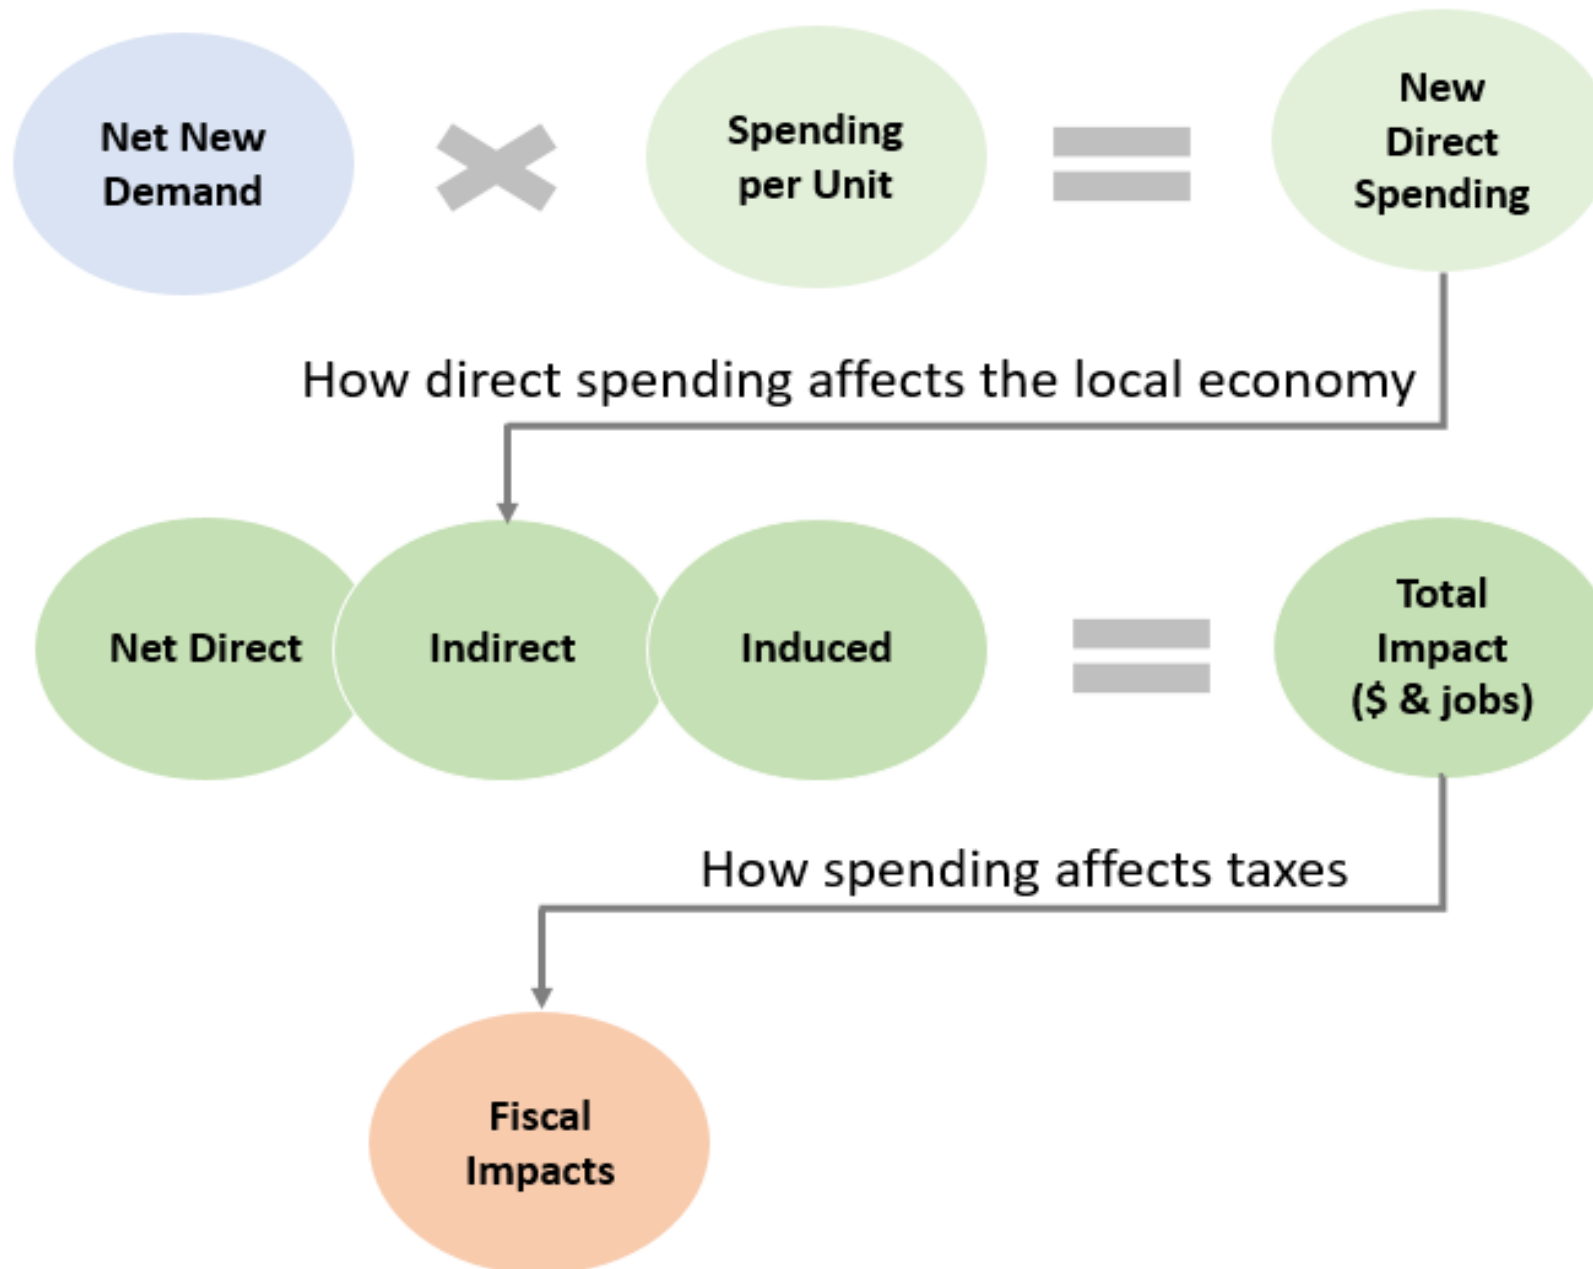 Net New
Demand
Spending
per Unit
New
Direct
Spending
How direct spending affects the local economy
Net Direct
Indirect
Induced
Total
Impact
($ & jobs)
How spending affects taxes
Fiscal
Impacts